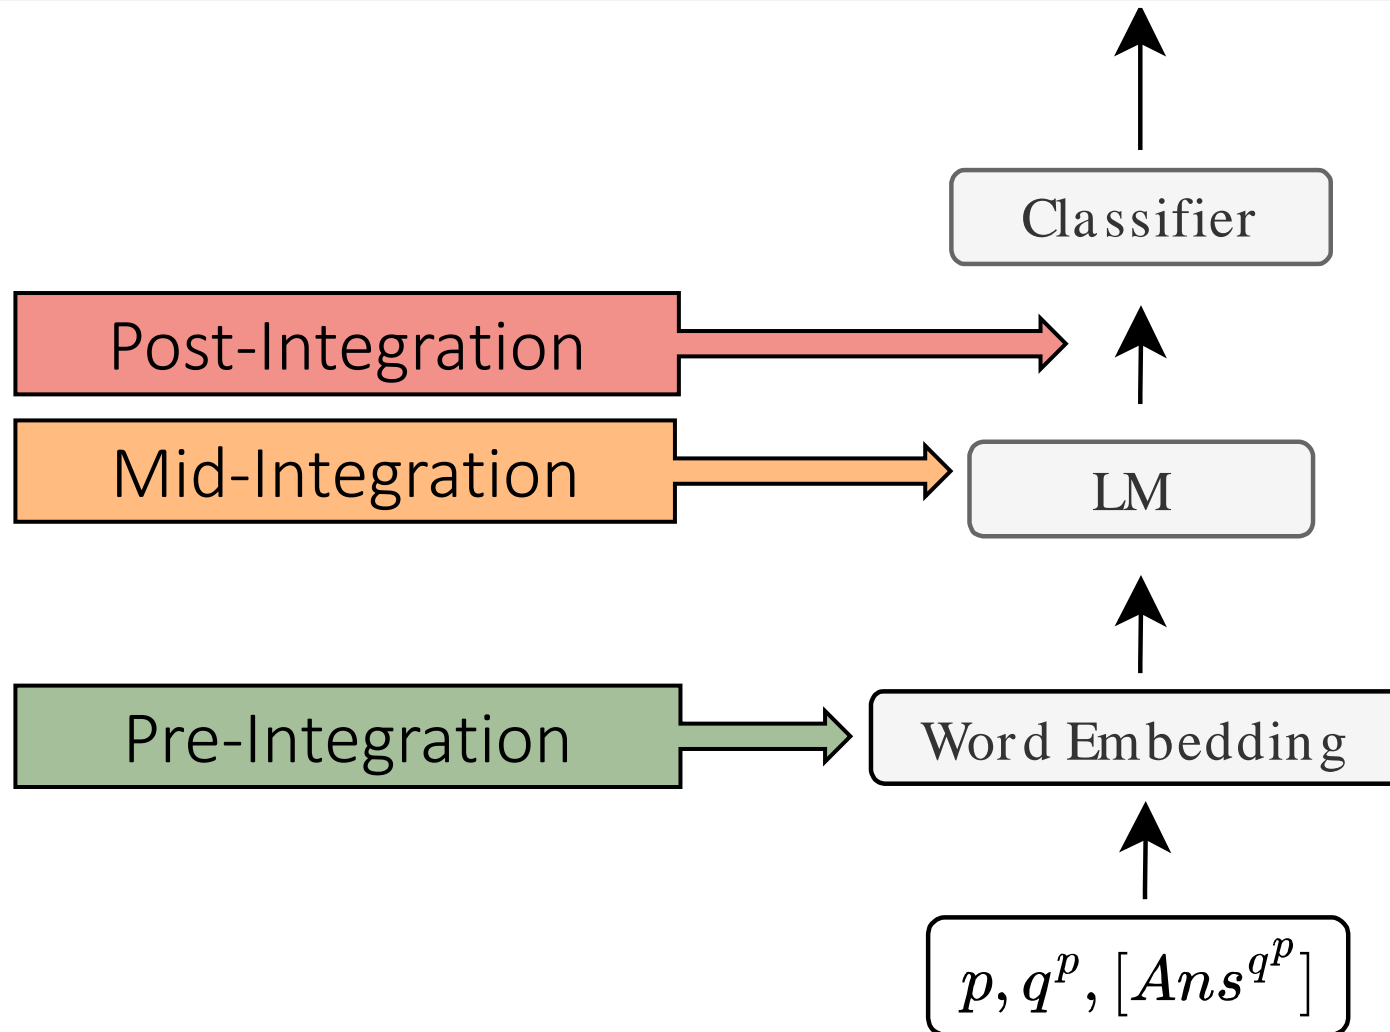 Classifier
Post-Integration
Mid-Integration
LM
Pre-Integration
Word Embedding
$p, q^p, [Ans^{q^p}]$